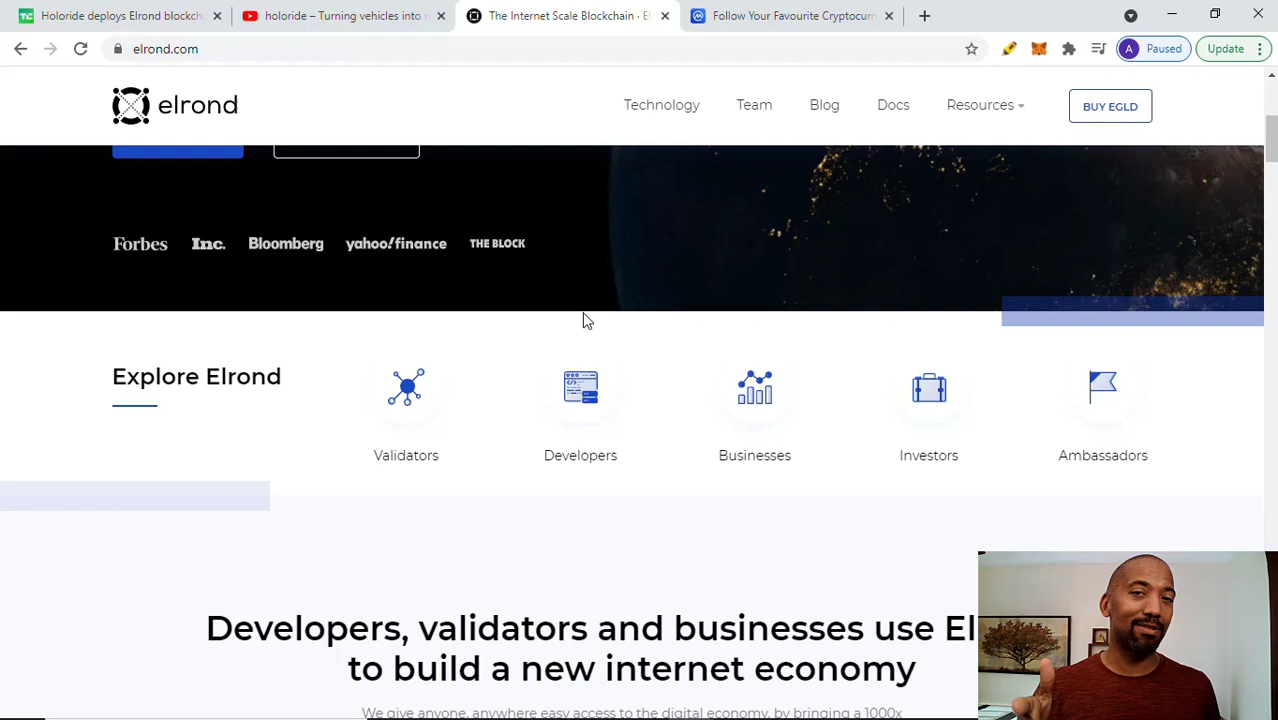 Holoride deploys Elrond blockcha
holoride – Turning vehicles into r
The Internet Scale Blockchain · El
Follow Your Favourite Cryptocurr
elrond.com
A
Paused
Update
elrond
Technology
Team
Blog
Docs
Resources
BUY EGLD
Forbes
Inc.
Bloomberg
yahoo!finance
THE BLOCK
Explore Elrond
Validators
Developers
Businesses
Investors
Ambassadors
Developers, validators and businesses use El
to build a new internet economy
We give anyone, anywhere easy access to the digital economy, by bringing a 1000x